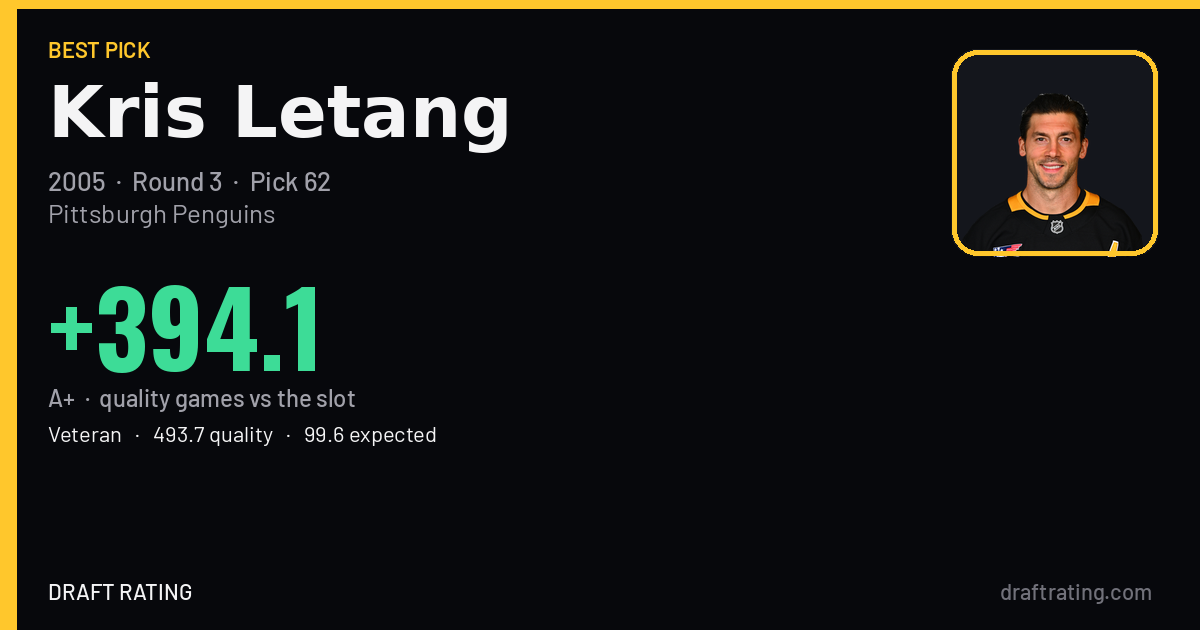 BEST PICK
Kris Letang
2005 · Round 3 · Pick 62
Pittsburgh Penguins
+394.1
A+ · quality games vs the slot
Veteran · 493.7 quality · 99.6 expected
DRAFT RATING
draftrating.com